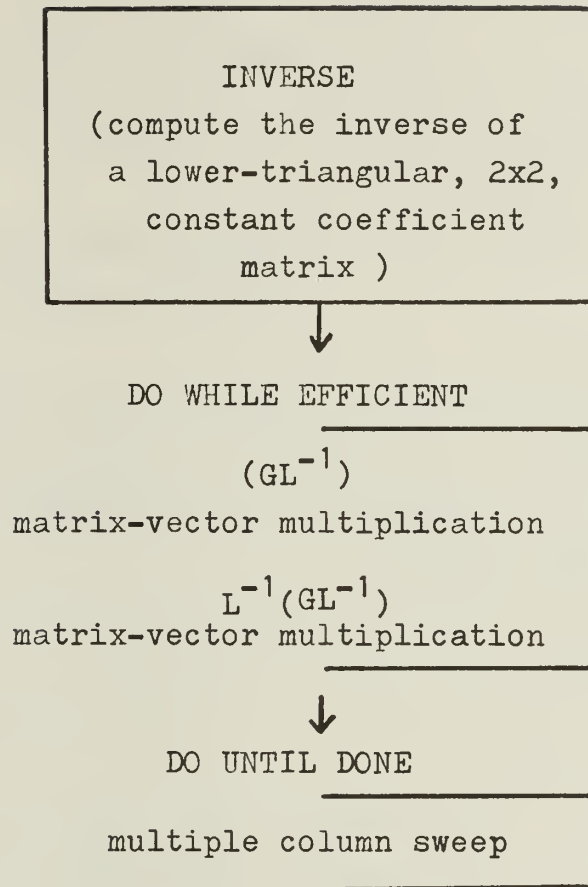 INVERSE
(compute the inverse of
a lower-triangular, 2x2,
constant coefficient
matrix )
DO WHILE EFFICIENT
(GL⁻¹)
matrix-vector multiplication
L⁻¹(GL⁻¹)
matrix-vector multiplication
DO UNTIL DONE
multiple column sweep